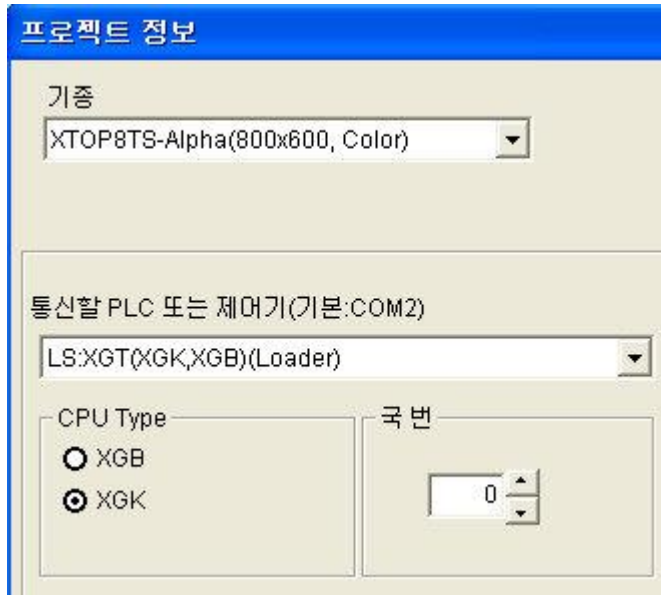 프로젝트 정보
기종
XTOP8TS-Alpha(800x600, Color)
통신할 PLC 또는 제어기(기본:COM2)
LS:XGT(XGK,XGB)(Loader)
CPU Type
국 번
XGB
0
XGK